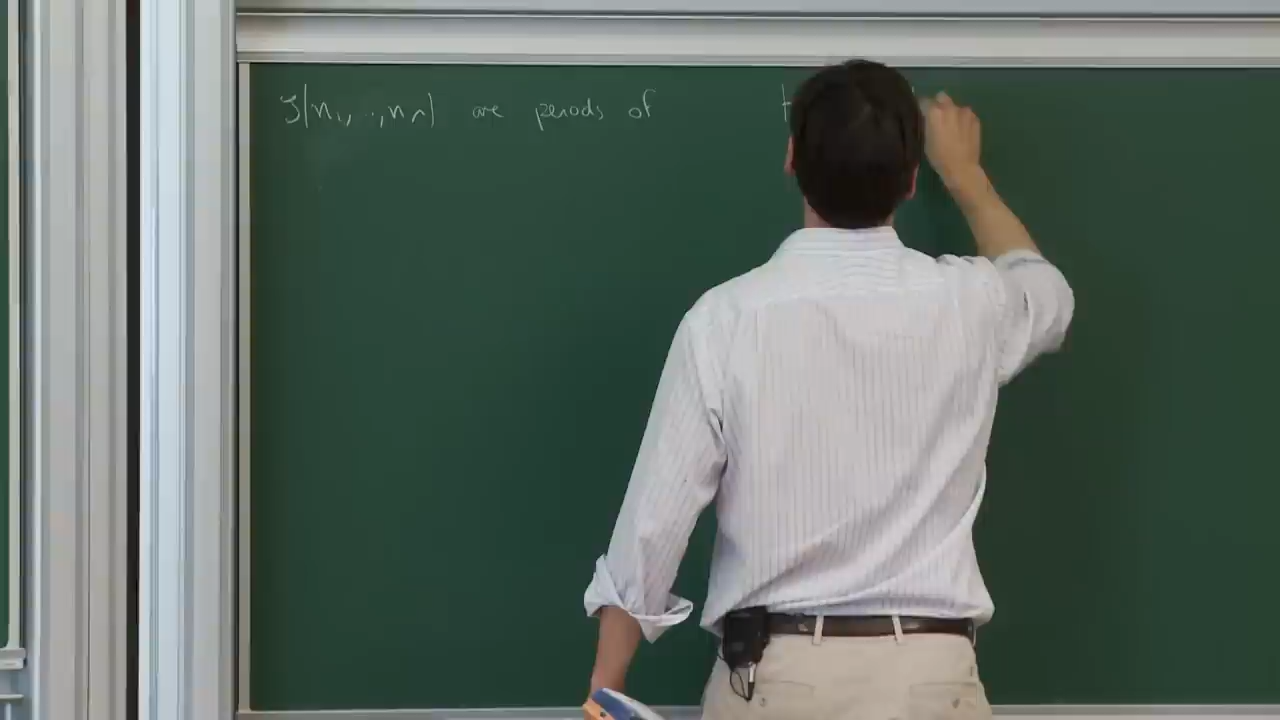 ζ(n₁, .., nᵣ) are periods of